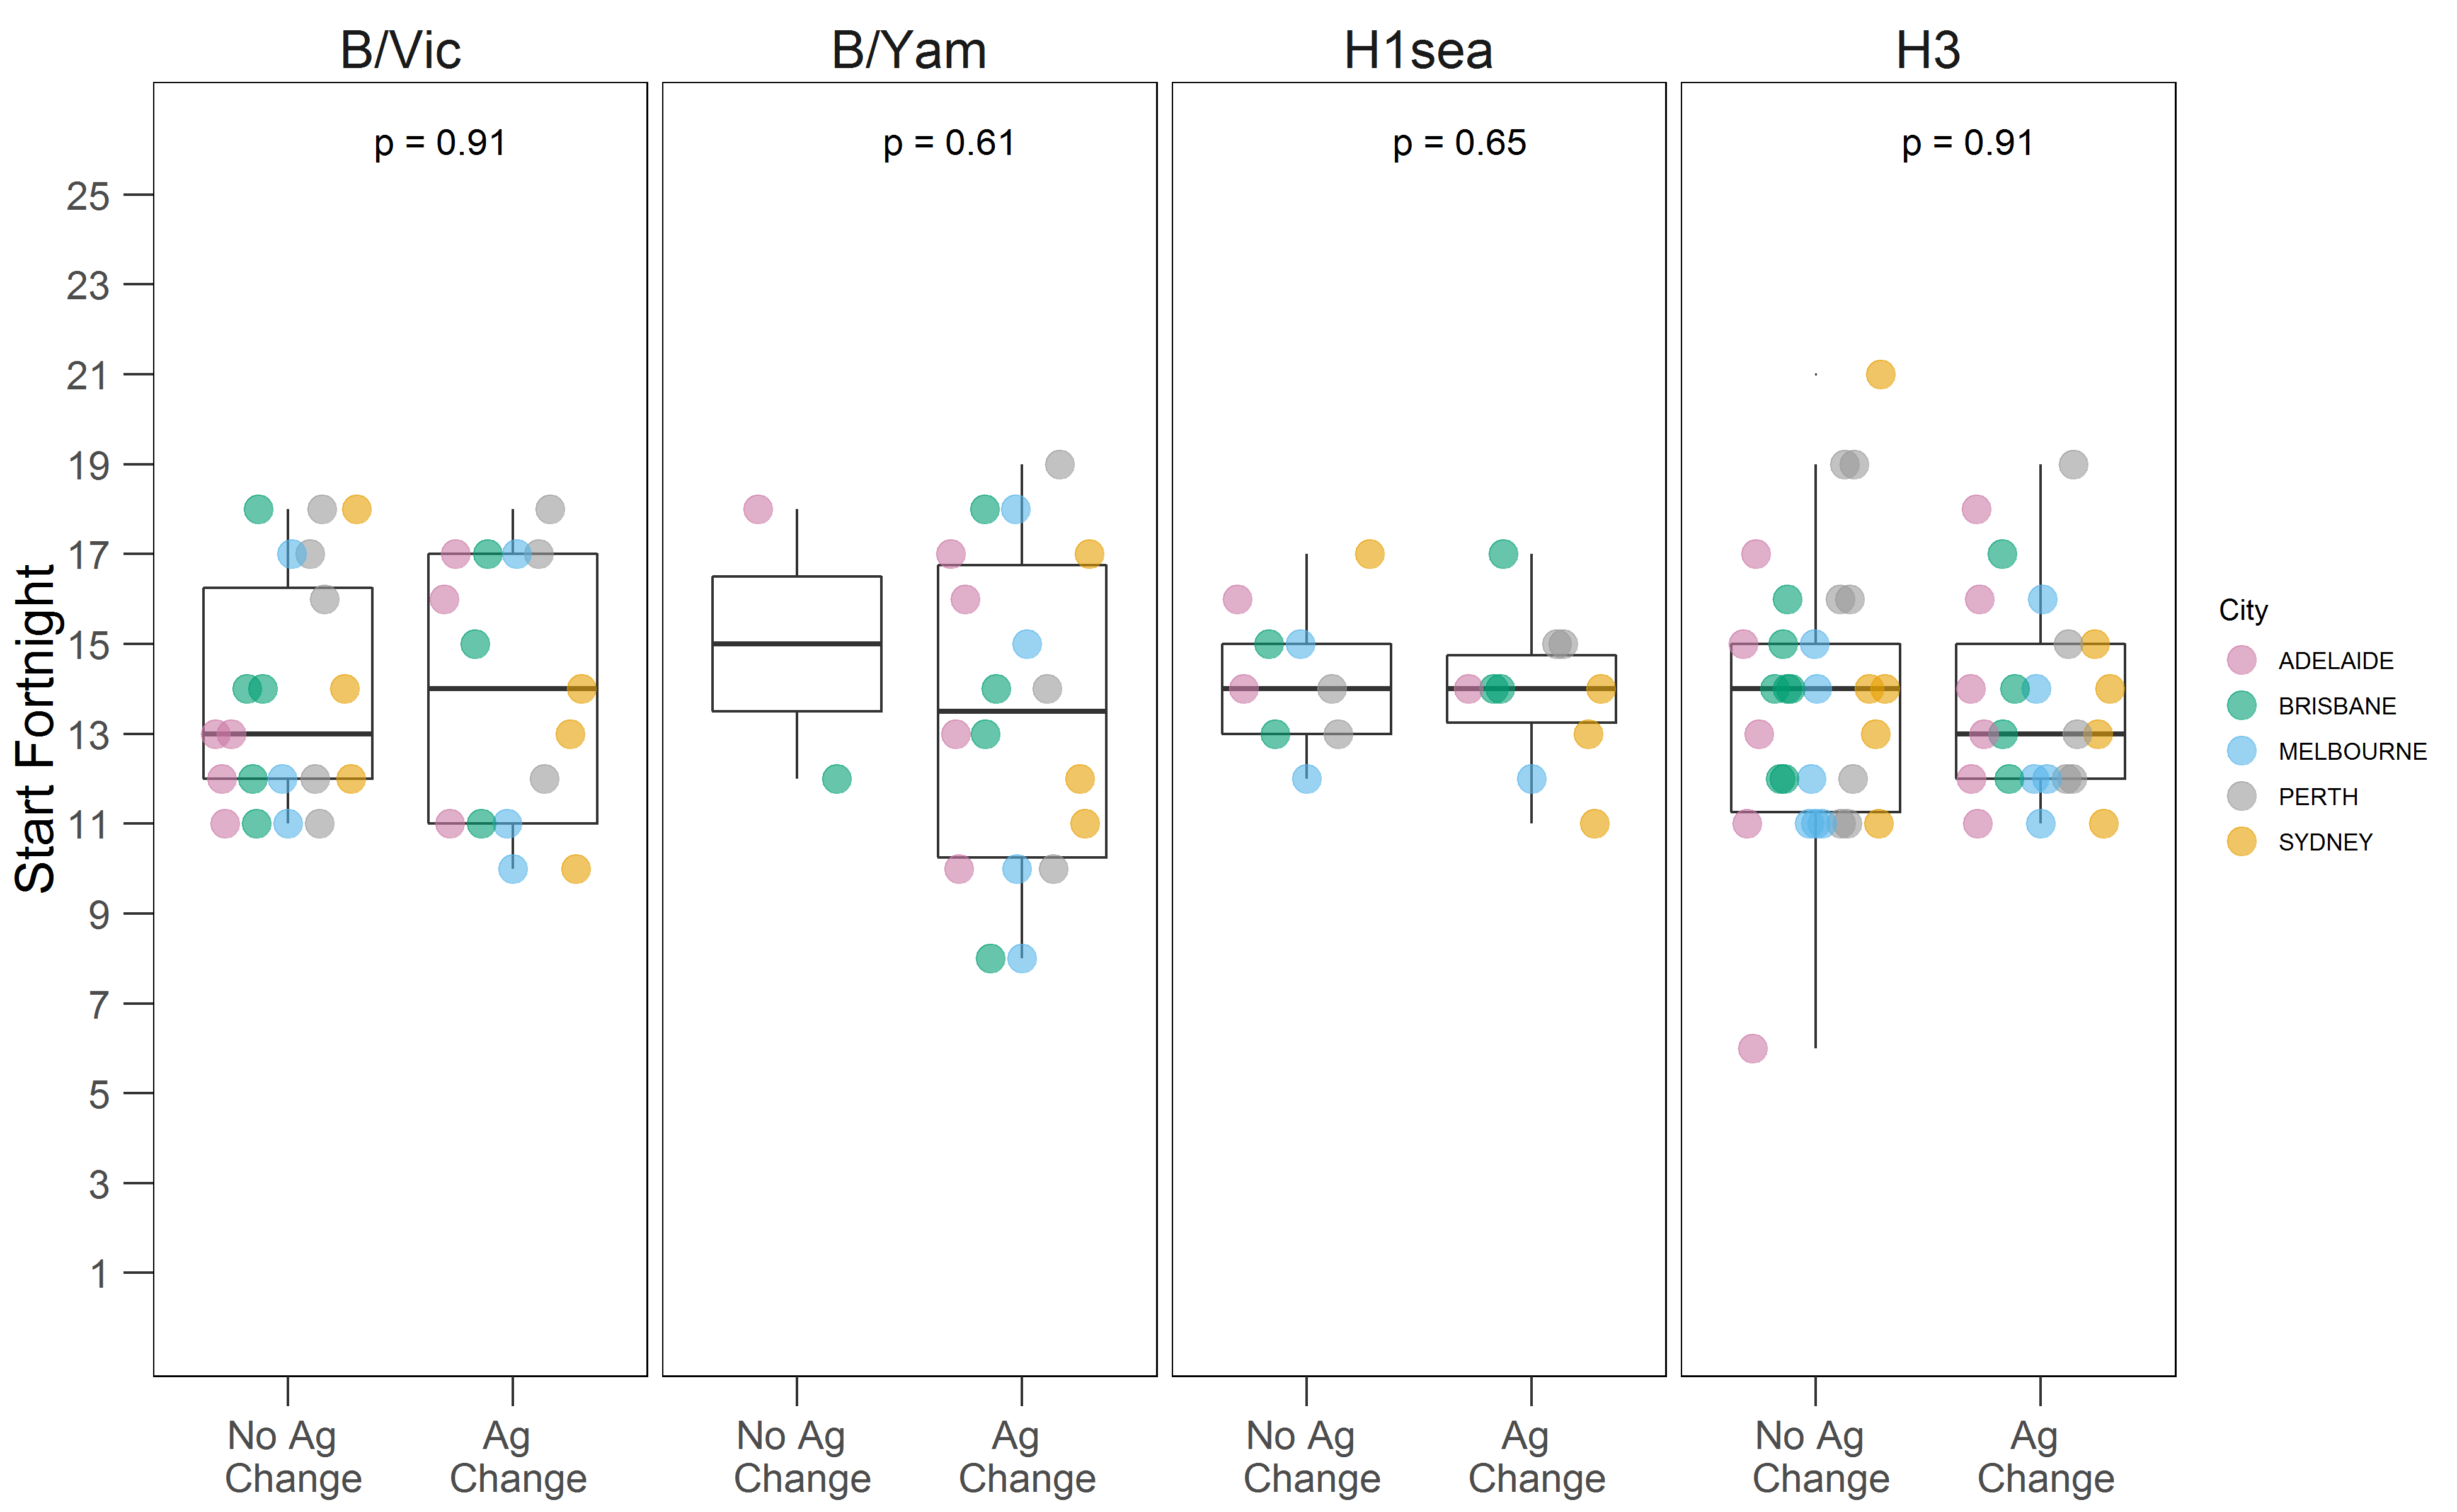 B/Vic
B/Yam
H1sea
H3
p = 0.91
p = 0.61
p = 0.65
p = 0.91
Start Fortnight
25
23
21
19
17
15
13
11
9
7
5
3
1
No Ag
Change
Ag
Change
No Ag
Change
Ag
Change
No Ag
Change
Ag
Change
No Ag
Change
Ag
Change
City
ADELAIDE
BRISBANE
MELBOURNE
PERTH
SYDNEY